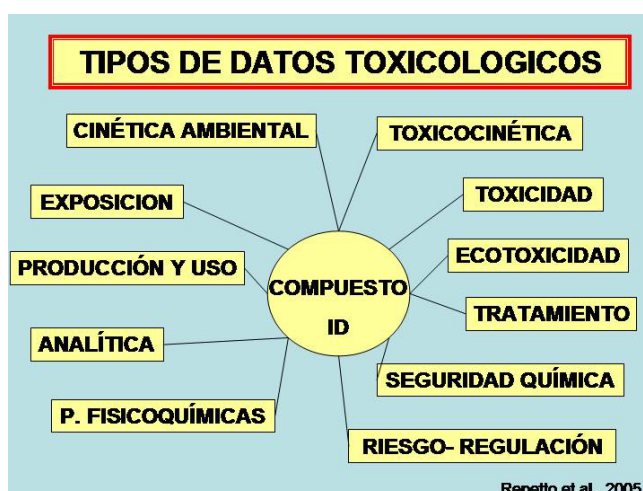 TIPOS DE DATOS TOXICOLOGICOS
CINÉTICA AMBIENTAL
TOXICOCINÉTICA
EXPOSICION
TOXICIDAD
PRODUCCIÓN Y USO
ECOTOXICIDAD
COMPUESTO
ID
TRATAMIENTO
ANALÍTICA
SEGURIDAD QUÍMICA
P. FISICOQUÍMICAS
RIESGO- REGULACIÓN
Repetto et al., 2005